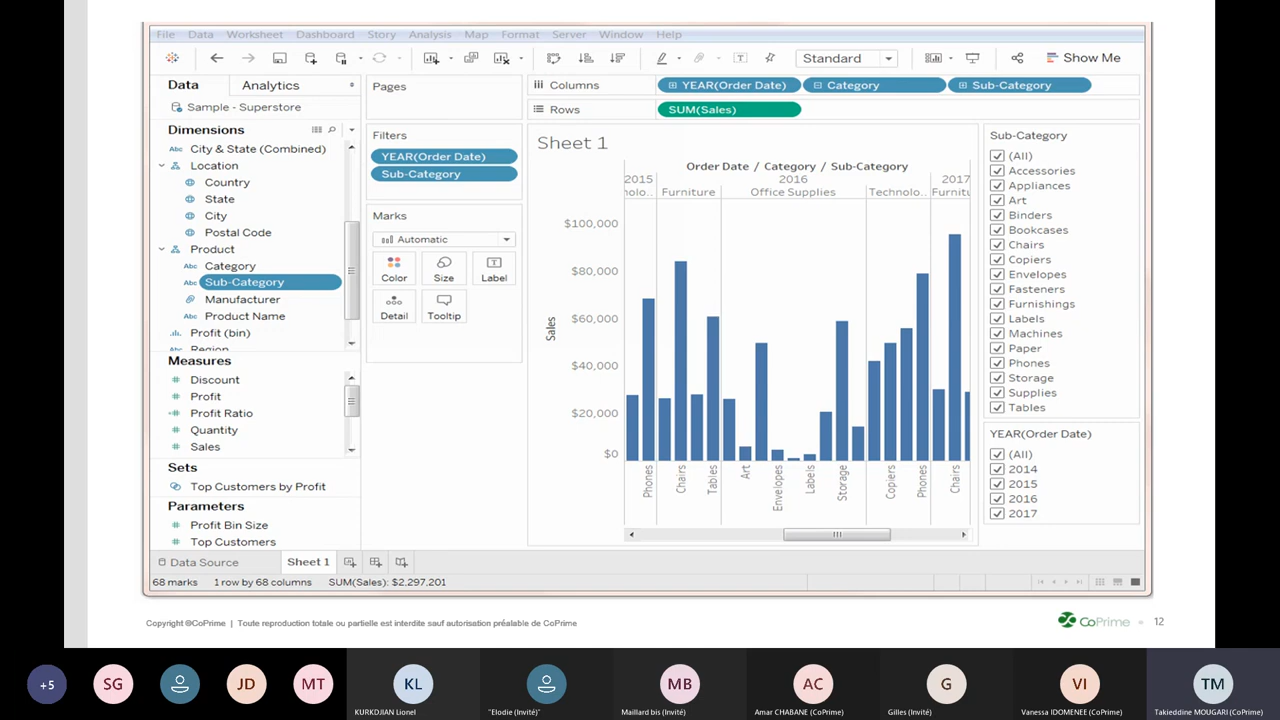 File Data Worksheet Dashboard Story Analysis Map Format Server Window Help
Standard
Show Me
Data
Analytics
Sample - Superstore
Dimensions
City & State (Combined)
Location
Country
State
City
Postal Code
Product
Category
Sub-Category
Manufacturer
Product Name
Profit (bin)
Region
Measures
Discount
Profit
Profit Ratio
Quantity
Sales
Sets
Top Customers by Profit
Parameters
Profit Bin Size
Top Customers
Pages
Filters
YEAR(Order Date)
Sub-Category
Marks
Automatic
Color
Size
Label
Detail
Tooltip
Columns
YEAR(Order Date)
Category
Sub-Category
Rows
SUM(Sales)
Sheet 1
Order Date / Category / Sub-Category
2015
2016
2017
nolo..
Furniture
Office Supplies
Technolo...
Furnitu
$100,000
$80,000
$60,000
$40,000
$20,000
$0
Sales
Phones
Chairs
Tables
Art
Envelopes
Labels
Storage
Copiers
Phones
Chairs
Sub-Category
(All)
Accessories
Appliances
Art
Binders
Bookcases
Chairs
Copiers
Envelopes
Fasteners
Furnishings
Labels
Machines
Paper
Phones
Storage
Supplies
Tables
YEAR(Order Date)
(All)
2014
2015
2016
2017
Data Source
Sheet 1
68 marks
1 row by 68 columns
SUM(Sales): $2,297,201
Copyright ®CoPrime | Toute reproduction totale ou partielle est interdite sauf autorisation préalable de CoPrime
CoPrime
12
+5
SG
JD
MT
KL
MB
AC
G
VI
TM
KURKDJIAN Lionel
"Elodie (Invité)"
Maillard bis (Invité)
Amar CHABANE (CoPrime)
Gilles (Invité)
Vanessa IDOMENEE (CoPrime)
Takieddine MOUGARI (CoPrime)